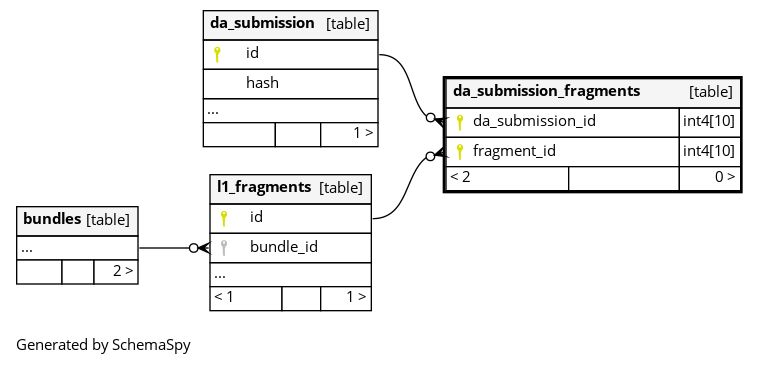 da_submission [table]
id
hash
...
1 >
da_submission_fragments [table]
da_submission_id int4[10]
fragment_id int4[10]
< 2 0 >
l1_fragments [table]
id
bundle_id
...
< 1 1 >
bundles [table]
...
2 >
Generated by SchemaSpy